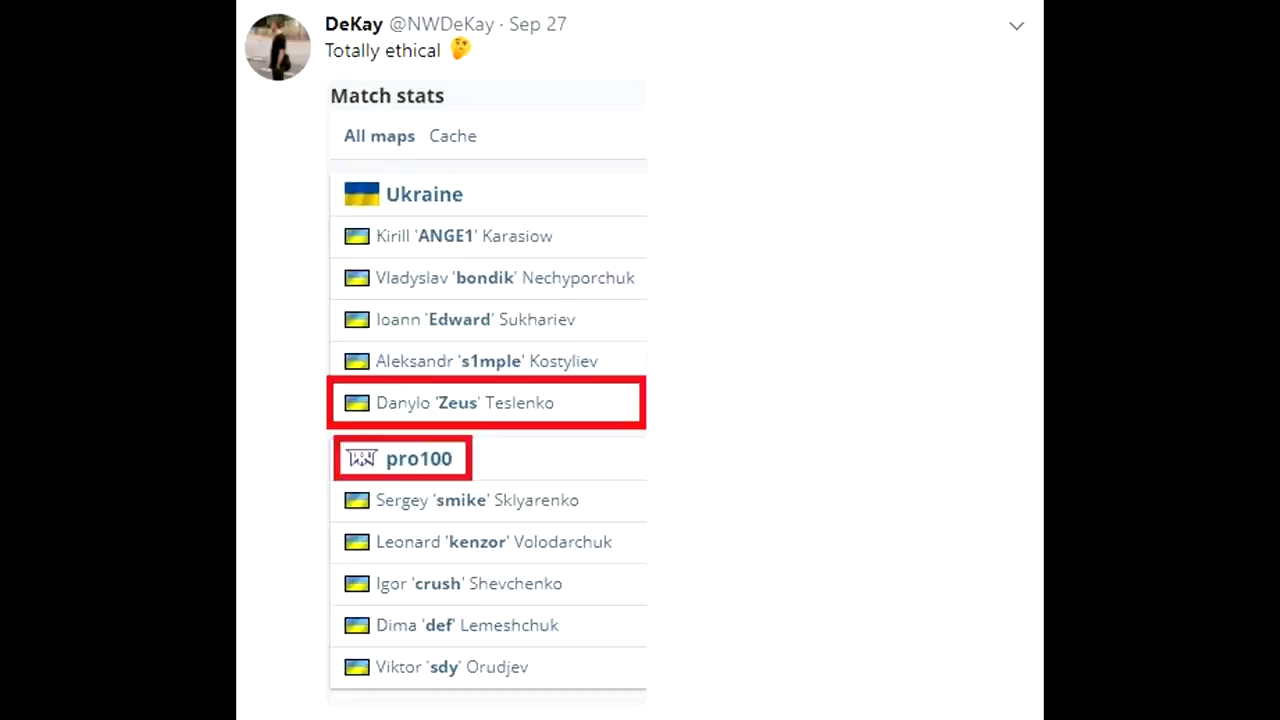 DeKay @NWDeKay · Sep 27
Totally ethical 🤔
Match stats
All maps Cache
Ukraine
Kirill 'ANGE1' Karasiow
Vladyslav 'bondik' Nechyporchuk
Ioann 'Edward' Sukhariev
Aleksandr 's1mple' Kostyliev
Danylo 'Zeus' Teslenko
pro100
Sergey 'smike' Sklyarenko
Leonard 'kenzor' Volodarchuk
Igor 'crush' Shevchenko
Dima 'def' Lemeshchuk
Viktor 'sdy' Orudjev